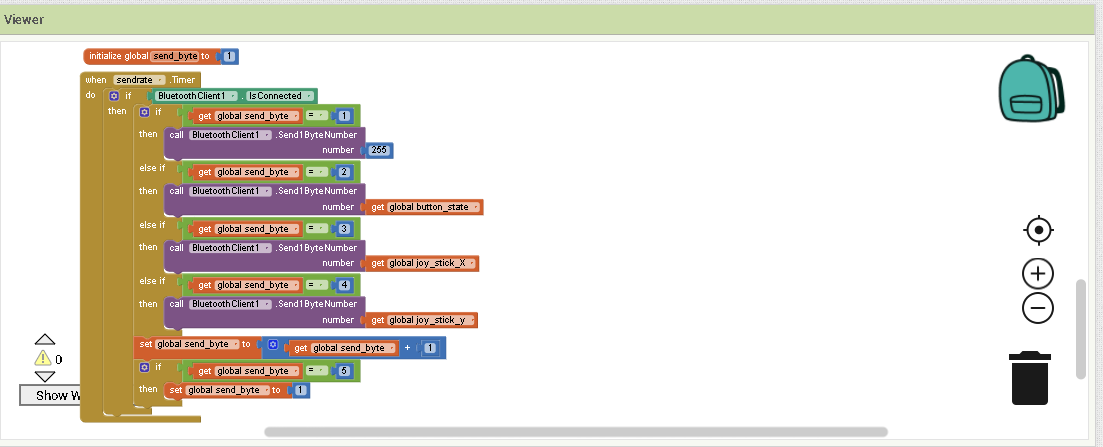 Viewer
initialize global send_byte to 1
when sendrate .Timer
do if BluetoothClient1 . IsConnected
then if get global send_byte = 1
then call BluetoothClient1 .Send1ByteNumber
number 255
else if get global send_byte = 2
then call BluetoothClient1 .Send1ByteNumber
number get global button_state
else if get global send_byte = 3
then call BluetoothClient1 .Send1ByteNumber
number get global joy_stick_X
else if get global send_byte = 4
then call BluetoothClient1 .Send1ByteNumber
number get global joy_stick_y
set global send_byte to get global send_byte + 1
if get global send_byte = 5
then set global send_byte to 1
0
Show W